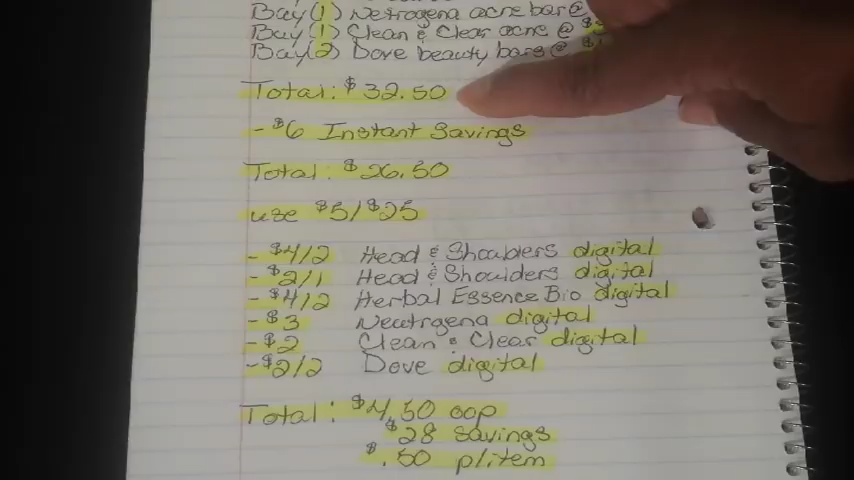 Buy (1) Netrogena acne bar @
Buy (1) Clean & Clear acne @ $
Buy (2) Dove beauty bars @ $
Total: $32.50
- $6 Instant Savings
Total: $26.50
use $5/$25
- $4/2 Head & Shoulders digital
- $2/1 Head & Shoulders digital
- $4/2 Herbal Essence Bio digital
- $3 Neutrogena digital
- $2 Clean & Clear digital
- $2/2 Dove digital
Total: $4.50 oop
$28 savings
$.50 p/item